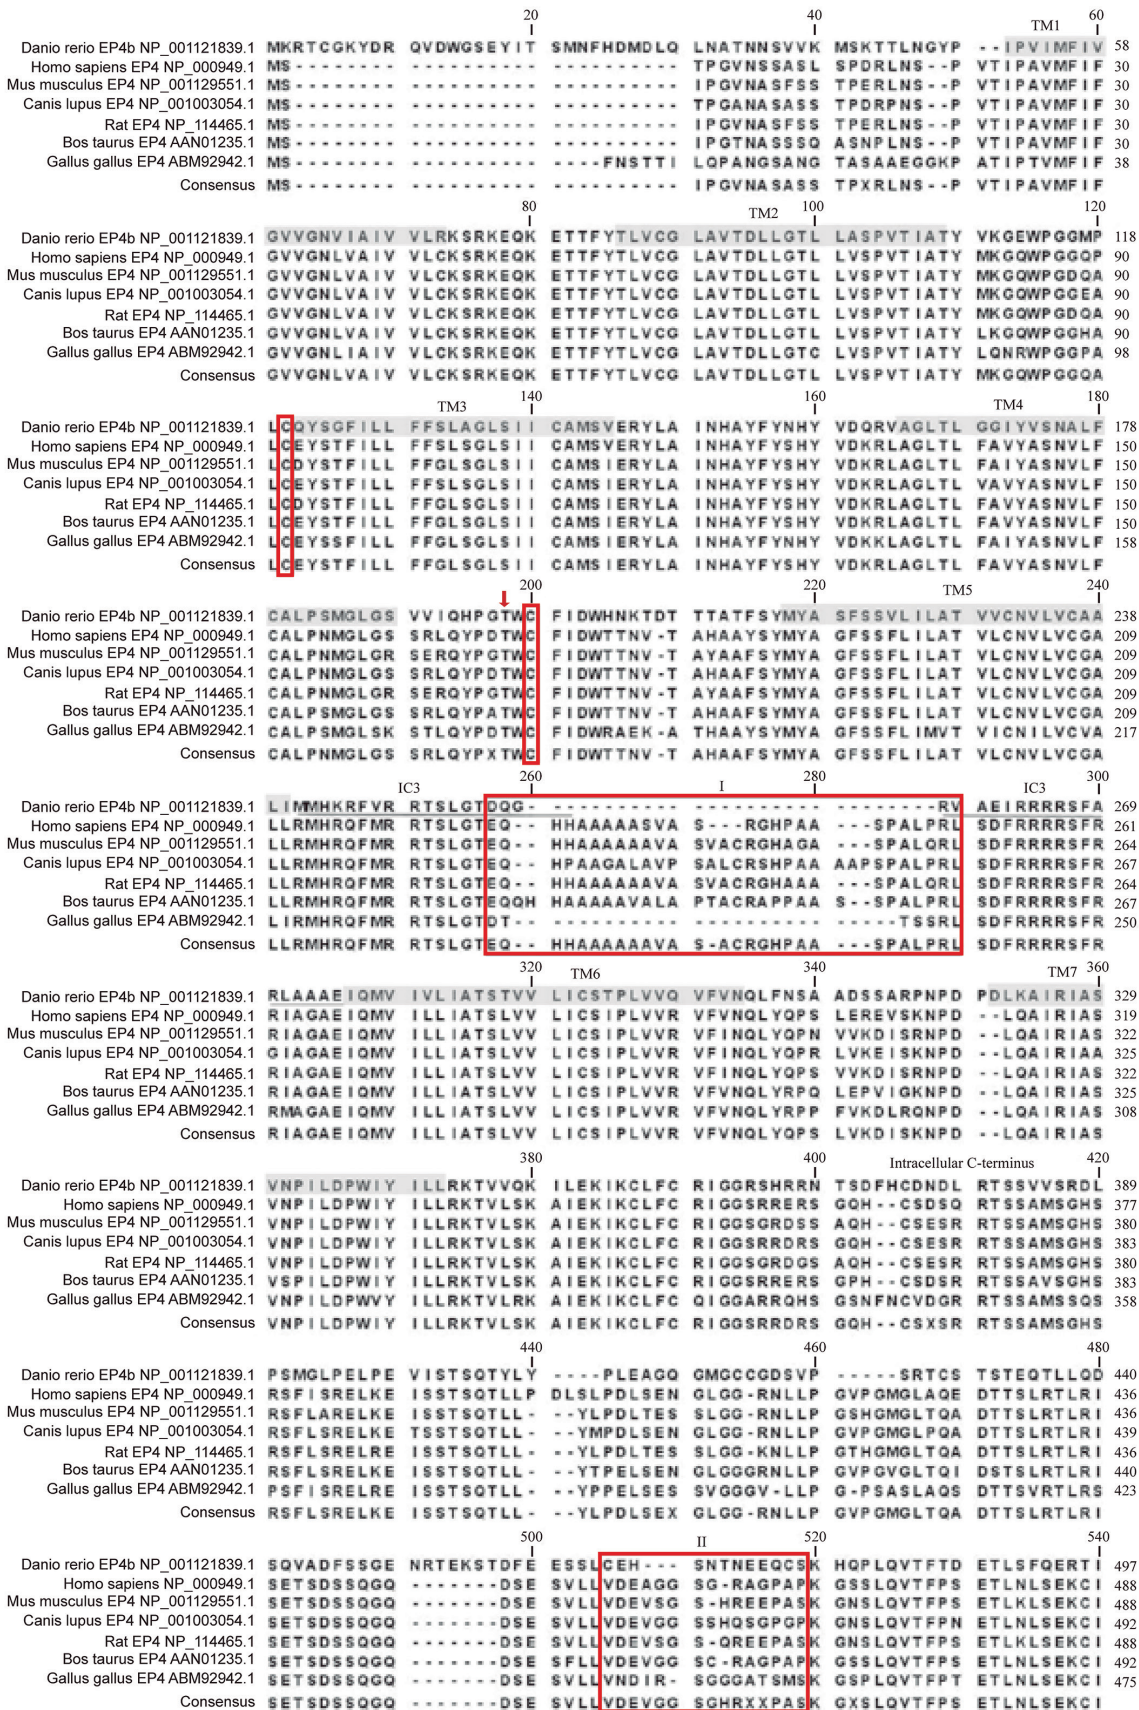 20 40 TM1 60
Danio rerio EP4b NP_001121839.1 MKRTCGKYDR QVDWGSEYIT SMNFHDMDLQ LNATNNSVVK MSKTTLNGYP --IPVIMFIV 58
Homo sapiens EP4 NP_000949.1 MS-------- ---------- ---------- TPGVNSSASL SPDRLNS--P VTIPAVMFIF 30
Mus musculus EP4 NP_001129551.1 MS-------- ---------- ---------- IPGVNASFSS TPERLNS--P VTIPAVMFIF 30
Canis lupus EP4 NP_001003054.1 MS-------- ---------- ---------- TPGANASASS TPDRPNS--P VTIPAVMFIF 30
Rat EP4 NP_114465.1 MS-------- ---------- ---------- IPGVNASFSS TPERLNS--P VTIPAVMFIF 30
Bos taurus EP4 AAN01235.1 MS-------- ---------- ---------- IPGTNASSSQ ASNPLNS--P VTIPAVMFIF 30
Gallus gallus EP4 ABM92942.1 MS-------- ---------- ----FNSTTI LQPANGSANG TASAAEGGKP ATIPTVMFIF 38
Consensus MS-------- ---------- ---------- IPGVNASASS TPXRLNS--P VTIPAVMFIF
80 TM2 100 120
Danio rerio EP4b NP_001121839.1 GVVGNVIAIV VLRKSRKEQK ETTFYTLVCG LAVTDLLGTL LASPVTIATY VKGEWPGGMP 118
Homo sapiens EP4 NP_000949.1 GVVGNLVAIV VLCKSRKEQK ETTFYTLVCG LAVTDLLGTL LVSPVTIATY MKGQWPGGQP 90
Mus musculus EP4 NP_001129551.1 GVVGNLVAIV VLCKSRKEQK ETTFYTLVCG LAVTDLLGTL LVSPVTIATY MKGQWPGDQA 90
Canis lupus EP4 NP_001003054.1 GVVGNLVAIV VLCKSRKEQK ETTFYTLVCG LAVTDLLGTL LVSPVTIATY MKGQWPGGEA 90
Rat EP4 NP_114465.1 GVVGNLVAIV VLCKSRKEQK ETTFYTLVCG LAVTDLLGTL LVSPVTIATY MKGQWPGDQA 90
Bos taurus EP4 AAN01235.1 GVVGNLVAIV VLCKSRKEQK ETTFYTLVCG LAVTDLLGTL LVSPVTIATY LKGQWPGGHA 90
Gallus gallus EP4 ABM92942.1 GVVGNLIAIV VLCKSRKEQK ETTFYTLVCG LAVTDLLGTC LVSPVTIATY LQNRWPGGPA 98
Consensus GVVGNLVAIV VLCKSRKEQK ETTFYTLVCG LAVTDLLGTL LVSPVTIATY MKGQWPGGQA
TM3 140 160 TM4 180
Danio rerio EP4b NP_001121839.1 LCQYSGFILL FFSLAGLSII CAMSVERYLA INHAYFYNHY VDQRVAGLTL GGIYVSNALF 178
Homo sapiens EP4 NP_000949.1 LCEYSTFILL FFSLSGLSII CAMSVERYLA INHAYFYSHY VDKRLAGLTL FAVYASNVLF 150
Mus musculus EP4 NP_001129551.1 LCDYSTFILL FFGLSGLSII CAMSIERYLA INHAYFYSHY VDKRLAGLTL FAIYASNVLF 150
Canis lupus EP4 NP_001003054.1 LCEYSTFILL FFSLSGLSII CAMSIERYLA INHAYFYSHY VDKRLAGLTL FAVYASNVLF 150
Rat EP4 NP_114465.1 LCDYSTFILL FFGLSGLSII CAMSIERYLA INHAYFYSHY VDKRLAGLTL FAVYASNVLF 150
Bos taurus EP4 AAN01235.1 LCEYSTFILL FFGLSGLSII CAMSIERYLA INHAYFYSHY VDKRLAGLTL FAVYASNVLF 150
Gallus gallus EP4 ABM92942.1 LCEYSSFILL FFGLSGLSII CAMSIERYLA INHAYFYNHY VDKKLAGLTL FAIYASNVLF 158
Consensus LCEYSTFILL FFGLSGLSII CAMSIERYLA INHAYFYSHY VDKRLAGLTL FAIYASNVLF
200 220 TM5 240
Danio rerio EP4b NP_001121839.1 CALPSMGLGS VVIQHPGTWC FIDWHNKTDT TTATFSYMYA SFSSVLILAT VVCNVLVCAA 238
Homo sapiens EP4 NP_000949.1 CALPNMGLGS SRLQYPDTWC FIDWTTNV-T AHAAYSYMYA GFSSFLILAT VLCNVLVCGA 209
Mus musculus EP4 NP_001129551.1 CALPNMGLGR SERQYPGTWC FIDWTTNV-T AYAAFSYMYA GFSSFLILAT VLCNVLVCGA 209
Canis lupus EP4 NP_001003054.1 CALPNMGLGS SRLQYPDTWC FIDWTTNV-T AHAAFSYMYA GFSSFLILAT VLCNVLVCGA 209
Rat EP4 NP_114465.1 CALPNMGLGR SERQYPGTWC FIDWTTNV-T AYAAFSYMYA GFSSFLILAT VLCNVLVCGA 209
Bos taurus EP4 AAN01235.1 CALPSMGLGS SRLQYPATWC FIDWTTNV-T AHAAFSYMYA GFSSFLILAT VLCNVLVCGA 209
Gallus gallus EP4 ABM92942.1 CALPSMGLSK STLQYPDTWC FIDWRAEK-A THAAFSYMYA GFSSFLIMVT VICNILVCVA 217
Consensus CALPNMGLGS SRLQYPXTWC FIDWTTNV-T AHAAYSYMYA GFSSFLILAT VLCNVLVCGA
IC3 260 I 280 IC3 300
Danio rerio EP4b NP_001121839.1 LIMMHKRFVR RTSLGTDQG- ---------- ---------- --------RV AEIRRRRSFA 269
Homo sapiens EP4 NP_000949.1 LLRMHRQFMR RTSLGTEQ-- HHAAAAASVA S---RGHPAA ---SPALPRL SDFRRRRSFR 261
Mus musculus EP4 NP_001129551.1 LLRMHRQFMR RTSLGTEQ-- HHAAAAAAVA SVACRGHAGA ---SPALQRL SDFRRRRSFR 264
Canis lupus EP4 NP_001003054.1 LLRMHRQFMR RTSLGTEQ-- HPAAGALAVP SALCRSHPAA AAPSPALPRL SDFRRRRSFR 261
Rat EP4 NP_114465.1 LLRMHRQFMR RTSLGTEQ-- HHAAAAAAVA SVACRGHAAA ---SPALQRL SDFRRRRSFR 264
Bos taurus EP4 AAN01235.1 LLRMHRQFMR RTSLGTEQQH HAAAAAVALA PTACRAPPAA S--SPALPRL SDFRRRRSFR 267
Gallus gallus EP4 ABM92942.1 LIRMHRQFMR RTSLGTDT-- ---------- ---------- -----TSSRL SDFRRRRSFR 250
Consensus LLRMHRQFMR RTSLGTEQ-- HHAAAAAAVA S-ACRGHPAA ---SPALPRL SDFRRRRSFR
320 TM6 340 TM7 360
Danio rerio EP4b NP_001121839.1 RLAAAEIQMV IVLIATSTVV LICSTPLVVQ VFVNQLFNSA ADSSARPNPD PDLKAIRIAS 329
Homo sapiens EP4 NP_000949.1 RIAGAEIQMV ILLIATSLVV LICSIPLVVR VFVNQLYQPS LEREVSKNPD --LQAIRIAS 319
Mus musculus EP4 NP_001129551.1 RIAGAEIQMV ILLIATSLVV LICSIPLVVR VFINQLYQPN VVKDISRNPD --LQAIRIAS 322
Canis lupus EP4 NP_001003054.1 GIAGAEIQMV ILLIATSLVV LICSIPLVVR VFINQLYQPR LVKEISKNPD --LQAIRIAA 325
Rat EP4 NP_114465.1 RIAGAEIQMV ILLIATSLVV LICSIPLVVR VFINQLYQPS VVKDISRNPD --LQAIRIAS 322
Bos taurus EP4 AAN01235.1 RIAGAEIQMV ILLIATSLVV LICSIPLVVR VFVNQLYRPQ LEPVIGKNPD --LQAIRIAS 325
Gallus gallus EP4 ABM92942.1 RMAGAEIQMV ILLIATSLVV LICSIPLVVR VFVNQLYRPP FVKDLRQNPD --LQAIRIAS 308
Consensus RIAGAEIQMV ILLIATSLVV LICSIPLVVR VFVNQLYQPS LVKDISKNPD --LQAIRIAS
380 400 Intracellular C-terminus 420
Danio rerio EP4b NP_001121839.1 VNPILDPWIY ILLRKTVVQK ILEKIKCLFC RIGGRSHRRN TSDFHCDNDL RTSSVVSRDL 389
Homo sapiens NP_000949.1 VNPILDPWIY ILLRKTVLSK AIEKIKCLFC RIGGSRRERS GQH--CSDSQ RTSSAMSGHS 377
Mus musculus EP4 NP_001129551.1 VNPILDPWIY ILLRKTVLSK AIEKIKCLFC RIGGSGRDSS AQH--CSESR RTSSAMSGHS 380
Canis lupus EP4 NP_001003054.1 VNPILDPWIY ILLRKTVLSK AIEKIKCLFC RIGGSRRDRS GQH--CSESR RTSSAMSGHS 383
Rat EP4 NP_114465.1 VNPILDPWIY ILLRKTVLSK AIEKIKCLFC RIGGSGRDGS AQH--CSESR RTSSAMSGHS 380
Bos taurus EP4 AAN01235.1 VSPILDPWIY ILLRKTVLSK AIEKIKCLFC RIGGSRRERS GPH--CSDSR RTSSAVSGHS 383
Gallus gallus EP4 ABM92942.1 VNPILDPWVY ILLRKTVLRK AIEKIKCLFC QIGGARRQHS GSNFNCVDGR RTSSAMSSQS 358
Consensus VNPILDPWIY ILLRKTVLSK AIEKIKCLFC RIGGSRRDRS GQH--CSXSR RTSSAMSGHS
440 460 480
Danio rerio EP4b NP_001121839.1 PSMGLPELPE VISTSQTYLY ----PLEAGQ GMGCCGDSVP -----SRTCS TSTEQTLLQD 440
Homo sapiens EP4 NP_000949.1 RSFISRELKE ISSTSQTLLP DLSLPDLSEN GLGG-RNLLP GVPGMGLAQE DTTSLRTLRI 436
Mus musculus EP4 NP_001129551.1 RSFLARELKE ISSTSQTLL- --YLPDLTES SLGG-RNLLP GSHGMGLTQA DTTSLRTLRI 436
Canis lupus EP4 NP_001003054.1 RSFLSRELKE TSSTSQTLL- --YMPDLSEN GLGG-RNLLP GVPGMGLPQA DTTSLRTLRI 439
Rat EP4 NP_114465.1 RSFLSRELRE ISSTSQTLL- --YLPDLTES SLGG-KNLLP GTHGMGLTQA DTTSLRTLRI 436
Bos taurus EP4 AAN01235.1 RSFLSRELKE ISSTSQTLL- --YTPELSEN GLGGGRNLLP GVPGVGLTQI DSTSLRTLRI 440
Gallus gallus EP4 ABM92942.1 PSFISRELRE ISSTSQTLL- --YPPELSES SVGGGV-LLP G-PSASLAQS DTTSVRTLRS 423
Consensus RSFLSRELKE ISSTSQTLL- --YLPDLSEX GLGG-RNLLP GVPGMGLTQA DTTSLRTLRI
500 II 520 540
Danio rerio EP4b NP_001121839.1 SQVADFSSGE NRTEKSTDFE ESSLCEH--- SNTNEEQCSK HQPLQVTFTD ETLSFQERTI 497
Homo sapiens EP4 NP_000949.1 SETSDSSQGQ -------DSE SVLLVDEAGG SG-RAGPAPK GSSLQVTFPS ETLNLSEKCI 488
Mus musculus EP4 NP_001129551.1 SETSDSSQGQ -------DSE SVLLVDEVSG S-HREEPASK GNSLQVTFPS ETLNLSEKCI 488
Canis lupus EP4 NP_001003054.1 SETSDSSQGQ -------DSE SVLLVDEVGG SSHQSGPGPK GNSLQVTFPN ETLNLSEKCI 492
Rat EP4 NP_114465.1 SETSDSSQGQ -------DSE SVLLVDEVSG S-QREEPASK GNSLQVTFPS ETLKLSEKCI 488
Bos taurus EP4 AAN01235.1 SETSDSSQGQ -------DSE SFLLVDEVGG SC-RAGPAPK GSSLQVTFPS ETLNLSEKCI 492
Gallus gallus EP4 ABM92942.1 SETSDSSQGQ -------DSE SVLLVNDIR- SGGGATSMSK GSPLQVTFPT ETLNLSEKCI 475
Consensus SETSDSSQGQ -------DSE SVLLVDEVGG SGHRXXPASK GXSLQVTFPS ETLNLSEKCI